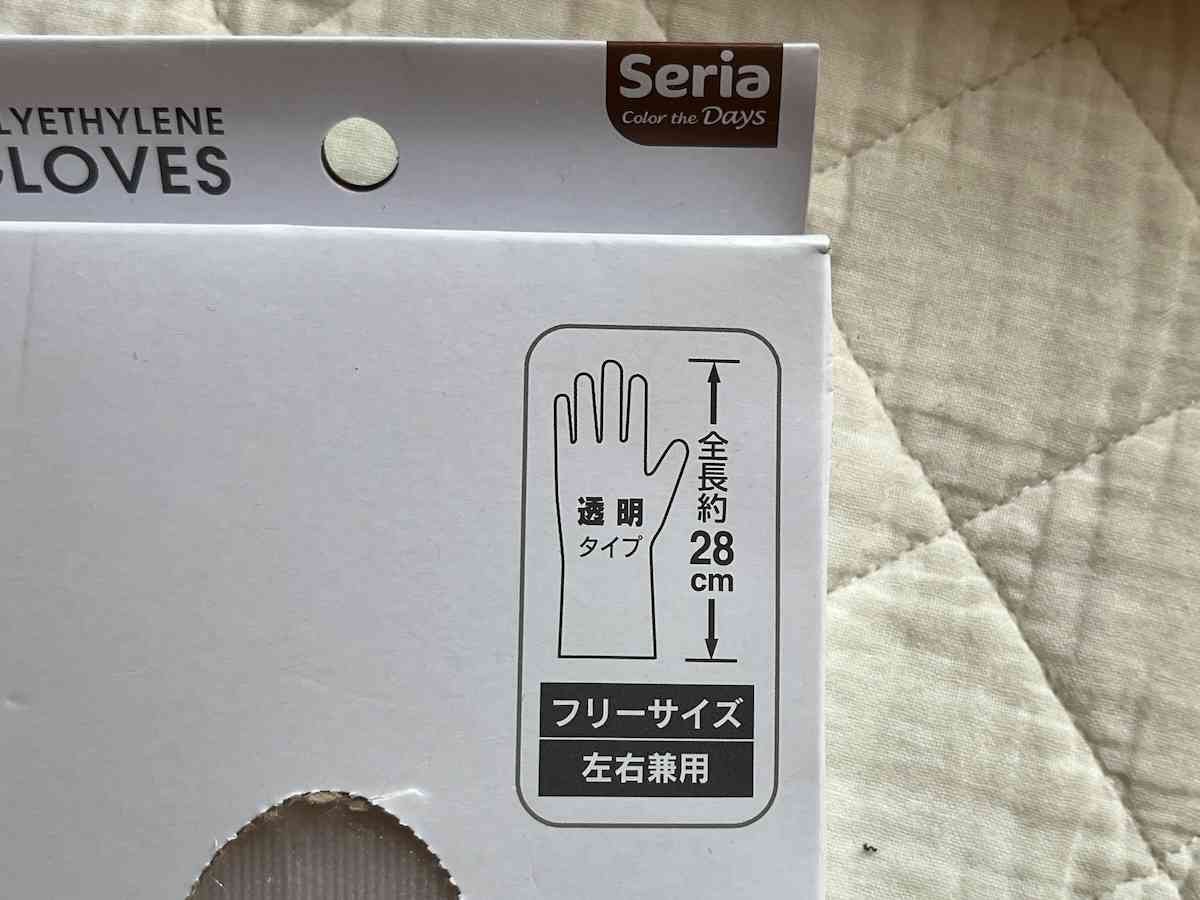 Seria
Color the Days
LYETHYLENE
GLOVES
透明
タイプ
全長約
28
cm
フリーサイズ
左右兼用